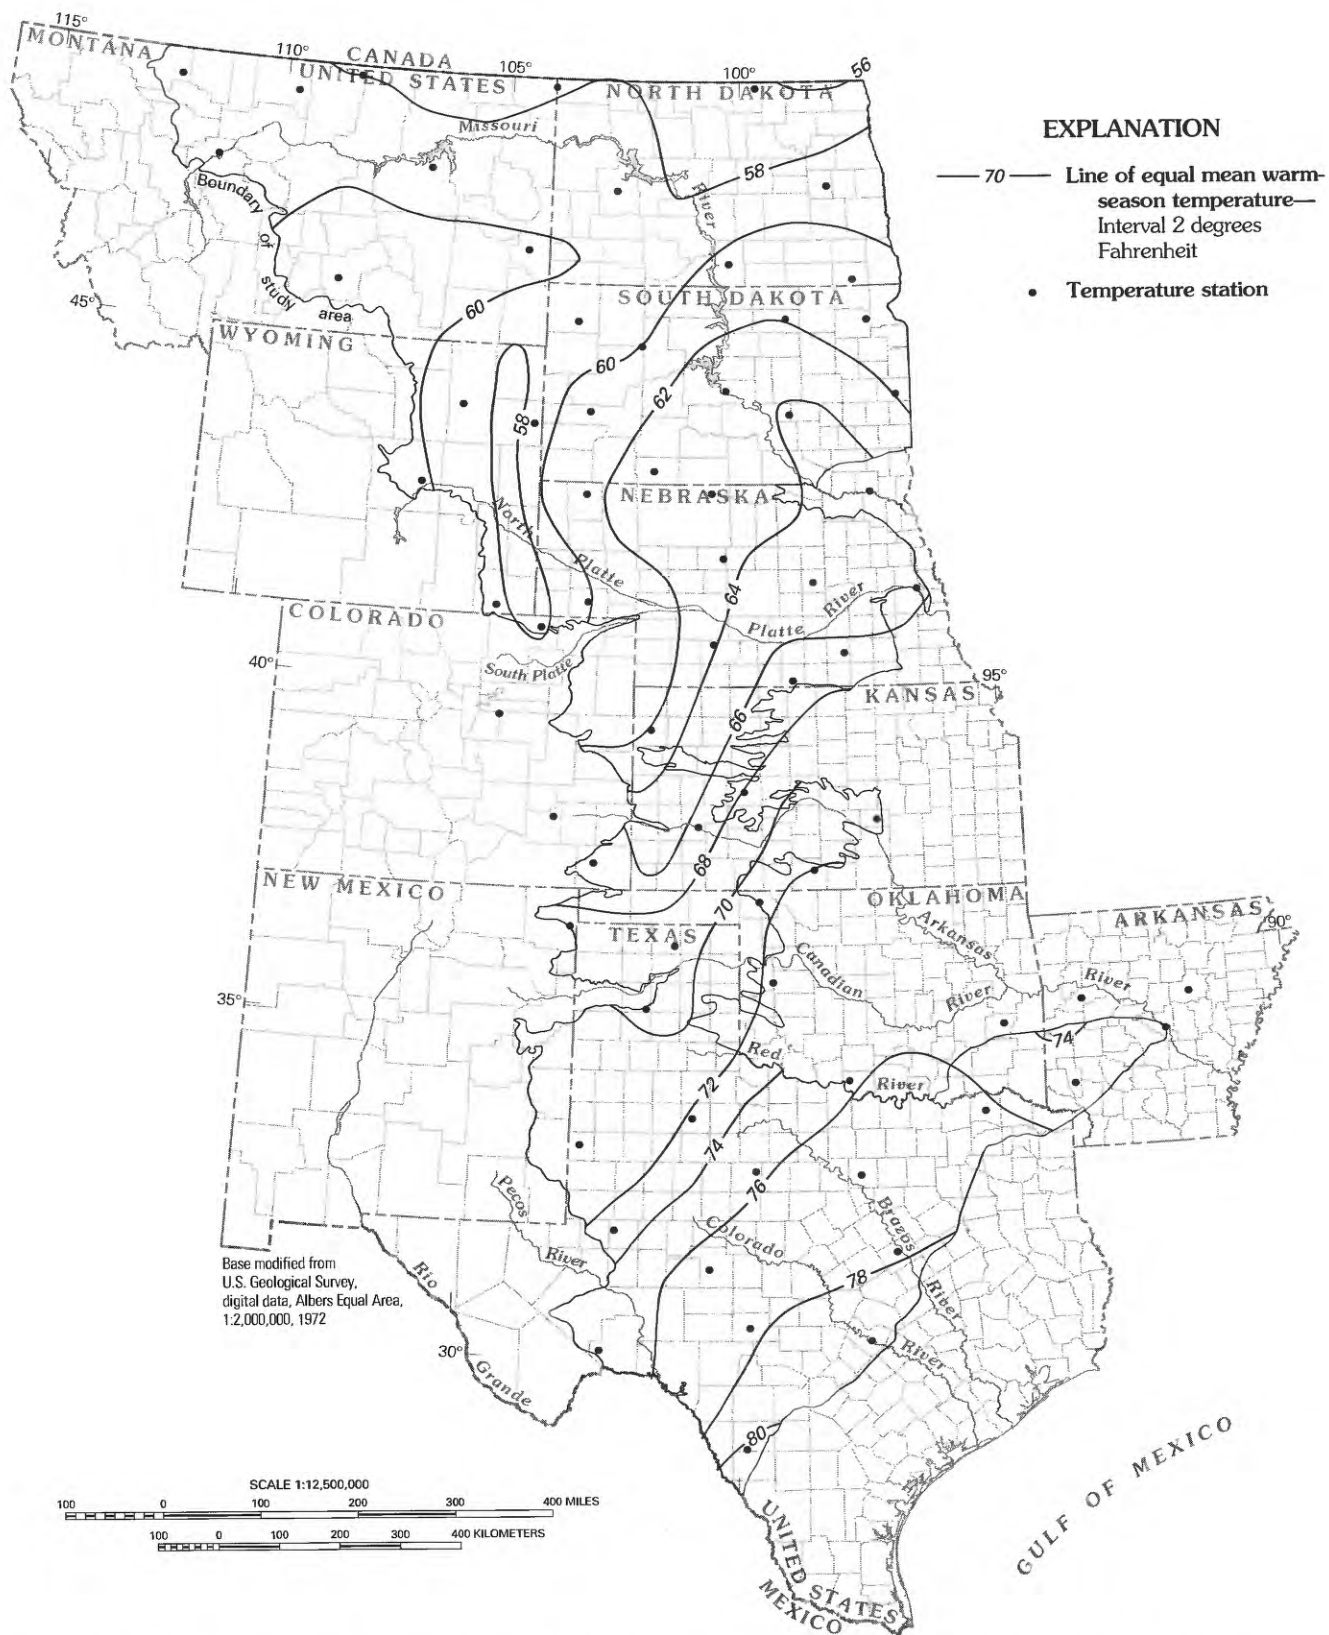 115°
MONTANA
110°
CANADA
UNITED STATES
105°
100°
56
NORTH DAKOTA
Missouri
River
58
Boundary
of
study
area
45°
SOUTH DAKOTA
60
WYOMING
60
62
58
NEBRASKA
North
Platte
River
64
Platte
COLORADO
South Platte
40°
95°
KANSAS
66
68
NEW MEXICO
70
OKLAHOMA
TEXAS
Arkansas
River
ARKANSAS
90°
Canadian
River
35°
74
Red
River
72
74
76
Pecos
River
Colorado
River
Brazos
River
78
Rio
Grande
30°
80
UNITED STATES
MEXICO
GULF OF MEXICO
EXPLANATION
70 Line of equal mean warm-
season temperature—
Interval 2 degrees
Fahrenheit
Temperature station
Base modified from
U.S. Geological Survey,
digital data, Albers Equal Area,
1:2,000,000, 1972
SCALE 1:12,500,000
100 0 100 200 300 400 MILES
100 0 100 200 300 400 KILOMETERS